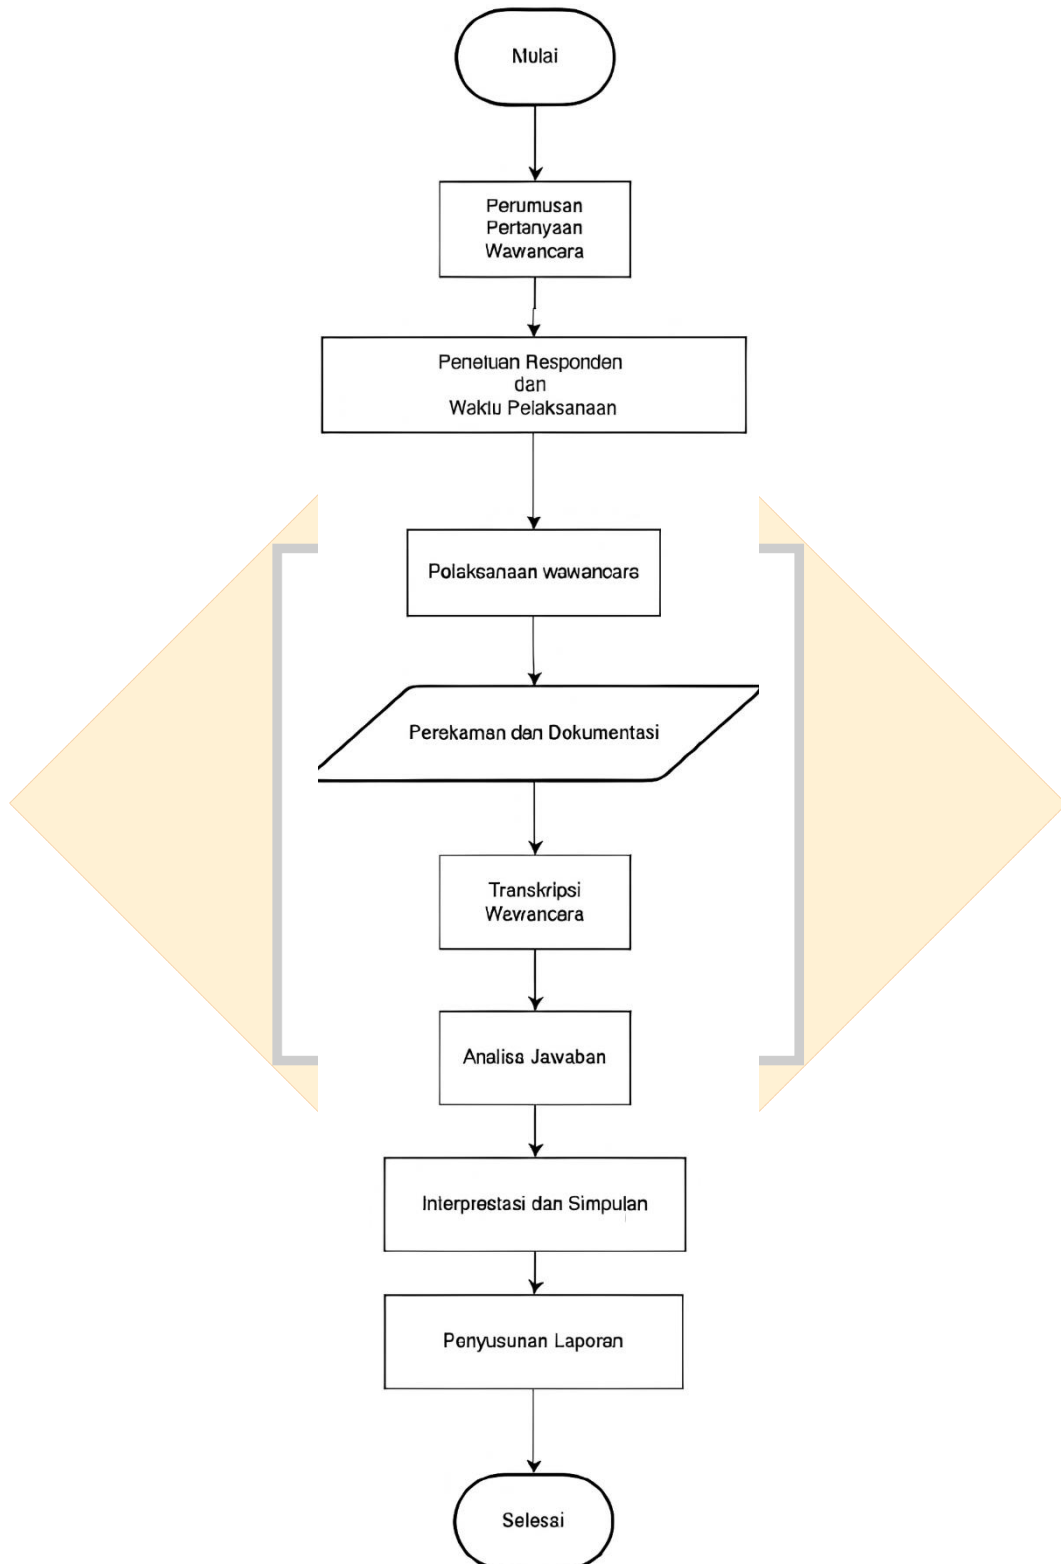 Mulai
Perumusan
Pertanyaan
Wawancara
Penetuan Responden
dan
Waktu Pelaksanaan
Polaksanaan wawancara
Perekaman dan Dokumentasi
Transkripsi
Wawancara
Analisa Jawaban
Interprestasi dan Simpulan
Penyusunan Laporan
Selesai